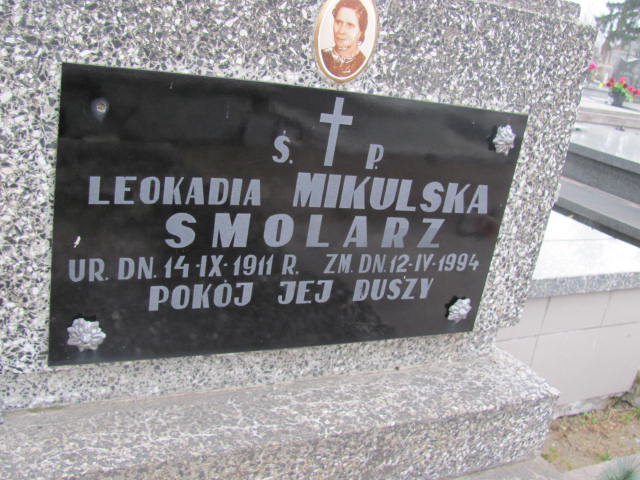 Ś. P.
LEOKADIA MIKULSKA
SMOLARZ
UR. DN. 14-IX-1911 R. ZM. DN. 12-IV-1994
POKÓJ JEJ DUSZY